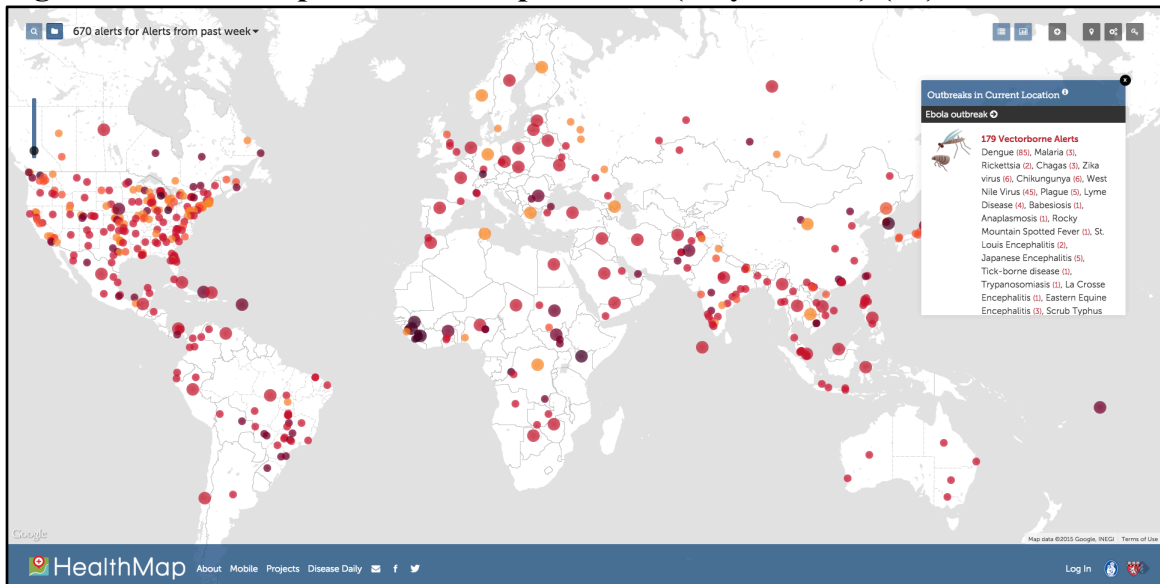 670 alerts for Alerts from past week
Outbreaks in Current Location
Ebola outbreak
179 Vectorborne Alerts
Dengue (85), Malaria (3),
Rickettsia (2), Chagas (3), Zika
virus (6), Chikungunya (6), West
Nile Virus (45), Plague (5), Lyme
Disease (4), Babesiosis (1),
Anaplasmosis (1), Rocky
Mountain Spotted Fever (1), St.
Louis Encephalitis (2),
Japanese Encephalitis (5),
Tick-borne disease (1),
Trypanosomiasis (1), La Crosse
Encephalitis (1), Eastern Equine
Encephalitis (3), Scrub Typhus
Google
Map data ©2015 Google, INEGI Terms of Use
HealthMap About Mobile Projects Disease Daily Log In